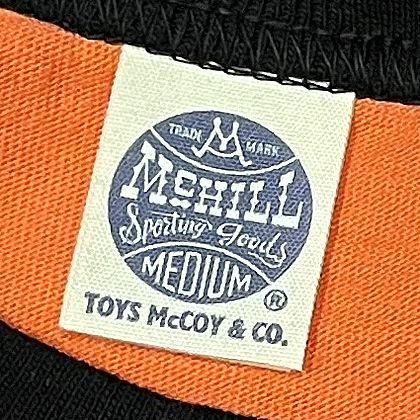 TRADE M MARK
McHILL
Sporting Goods
MEDIUM
®
TOYS McCOY & CO.